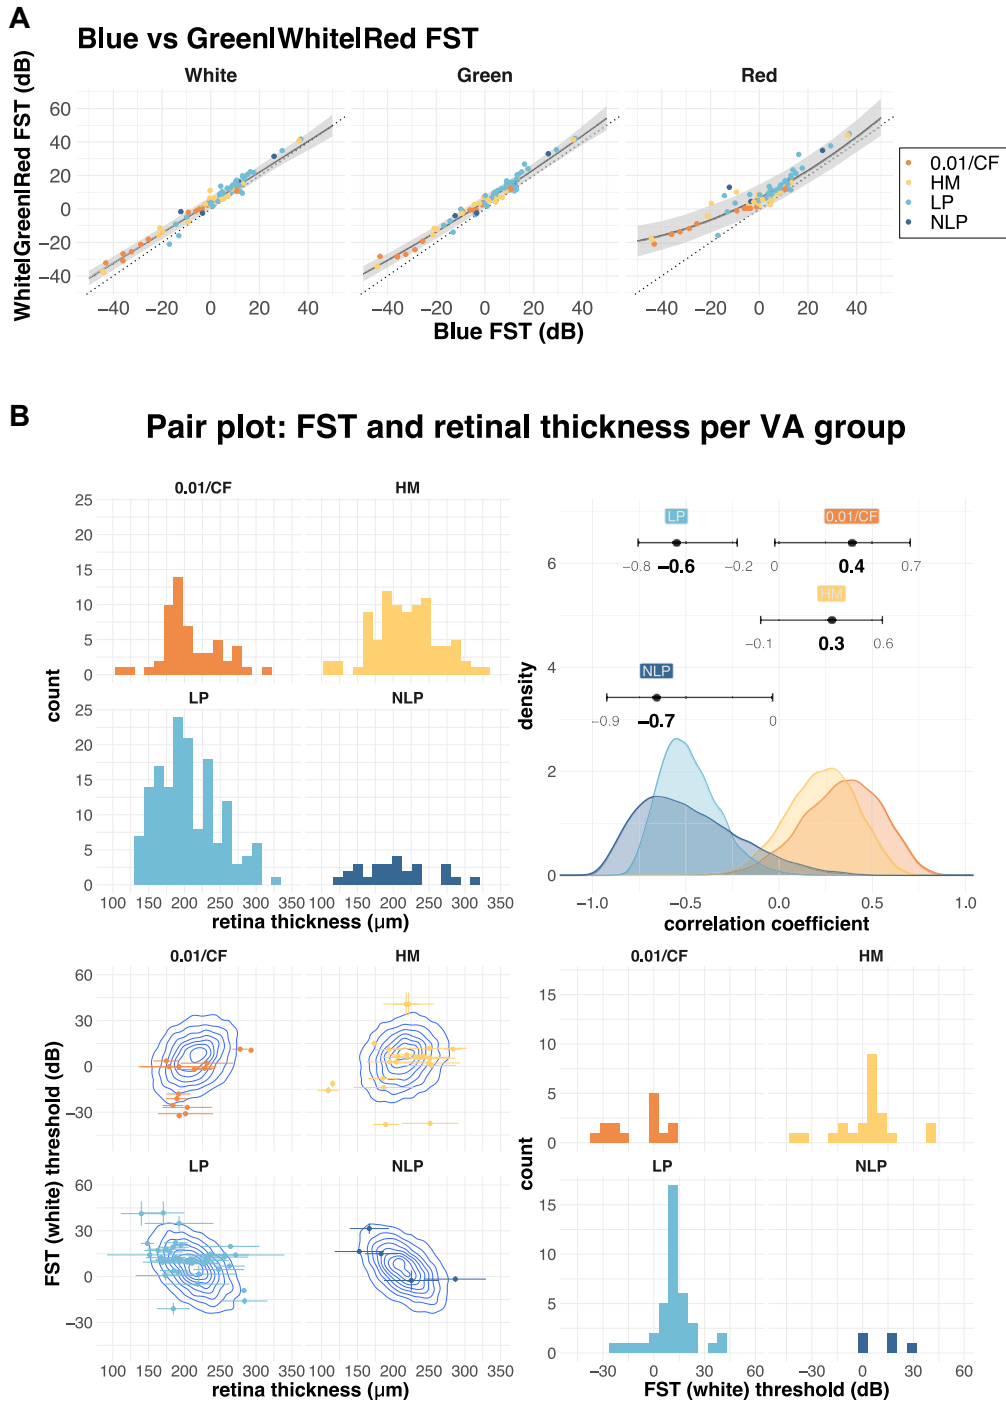 A
Blue vs Green|White|Red FST
White Green Red
White|Green|Red FST (dB)
60
40
20
0
−20
−40
−40 −20 0 20 40 −40 −20 0 20 40 −40 −20 0 20 40
Blue FST (dB)
0.01/CF
HM
LP
NLP
B
Pair plot: FST and retinal thickness per VA group
0.01/CF HM
25
20
15
10
5
0
LP NLP
25
20
15
10
5
0
count
100 150 200 250 300 350 100 150 200 250 300 350
retina thickness (μm)
LP 0.01/CF
−0.8 −0.6 −0.2 0 0.4 0.7
HM
−0.1 0.3 0.6
NLP
−0.9 −0.7 0
6
4
2
0
density
−1.0 −0.5 0.0 0.5 1.0
correlation coefficient
0.01/CF HM
60
30
0
−30
LP NLP
60
30
0
−30
FST (white) threshold (dB)
100 150 200 250 300 350 100 150 200 250 300 350
retina thickness (μm)
0.01/CF HM
15
10
5
0
LP NLP
15
10
5
0
count
−30 0 30 60 −30 0 30 60
FST (white) threshold (dB)